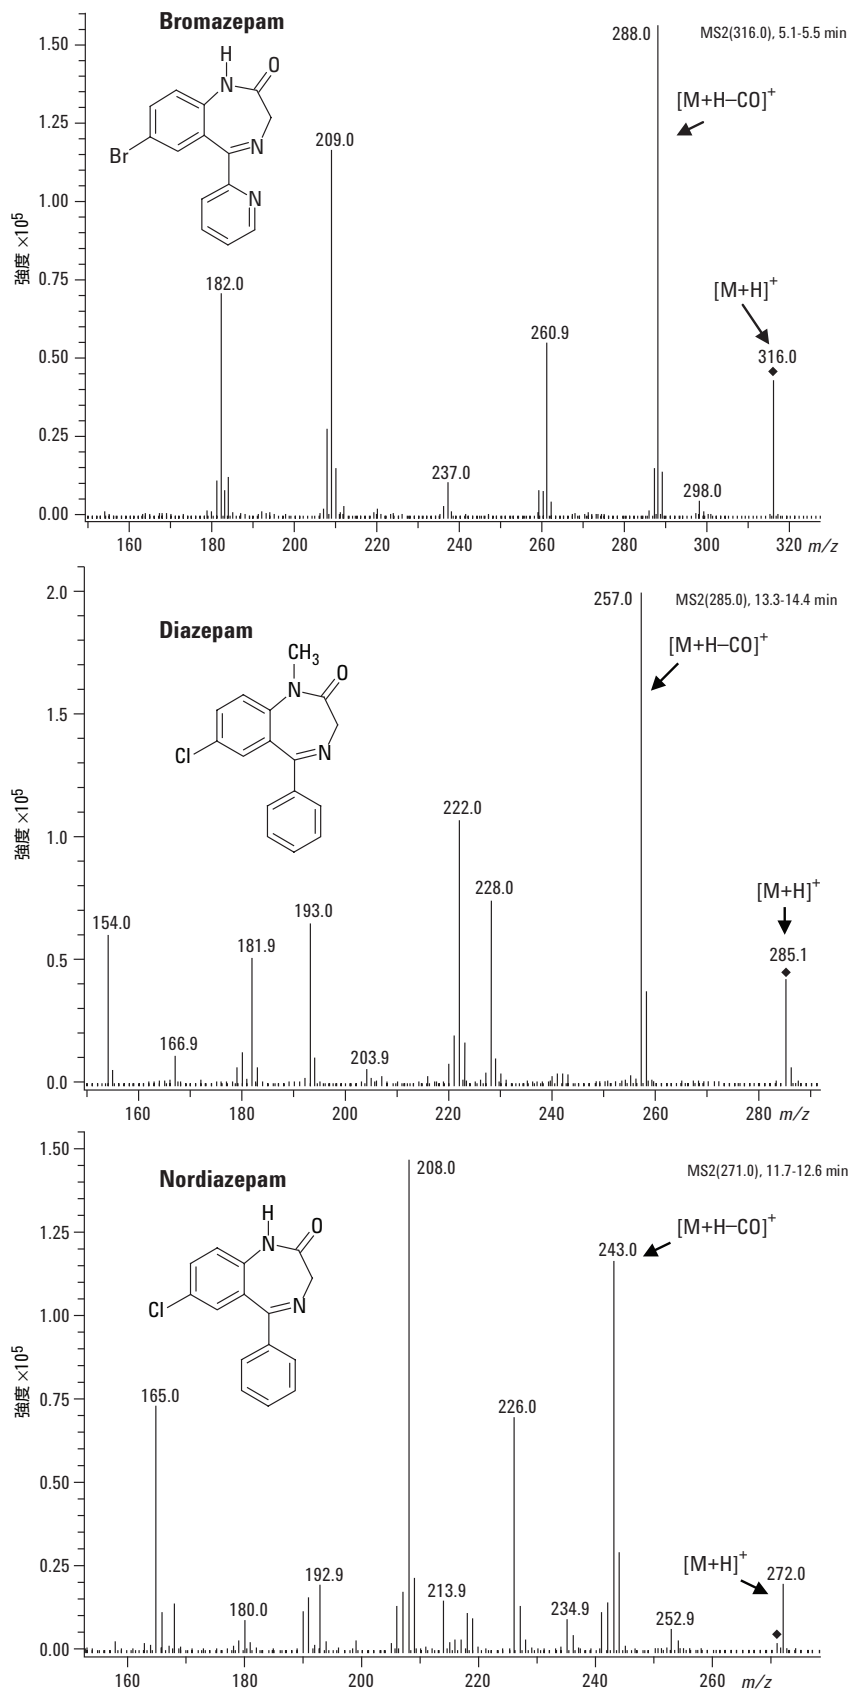 Bromazepam
MS2(316.0), 5.1-5.5 min
H
N
O
N
Br
N
強度 ×10⁵
1.50
1.25
1.00
0.75
0.50
0.25
0.00
182.0
209.0
237.0
260.9
288.0
298.0
316.0
[M+H–CO]⁺
[M+H]⁺
160 180 200 220 240 260 280 300 320 m/z
Diazepam
MS2(285.0), 13.3-14.4 min
CH₃
N
O
N
Cl
強度 ×10⁵
2.0
1.5
1.0
0.5
0.0
154.0
166.9
181.9
193.0
203.9
222.0
228.0
257.0
285.1
[M+H–CO]⁺
[M+H]⁺
160 180 200 220 240 260 280 m/z
Nordiazepam
MS2(271.0), 11.7-12.6 min
H
N
O
N
Cl
強度 ×10⁵
1.50
1.25
1.00
0.75
0.50
0.25
0.00
165.0
180.0
192.9
208.0
213.9
226.0
234.9
243.0
252.9
272.0
[M+H–CO]⁺
[M+H]⁺
160 180 200 220 240 260 m/z